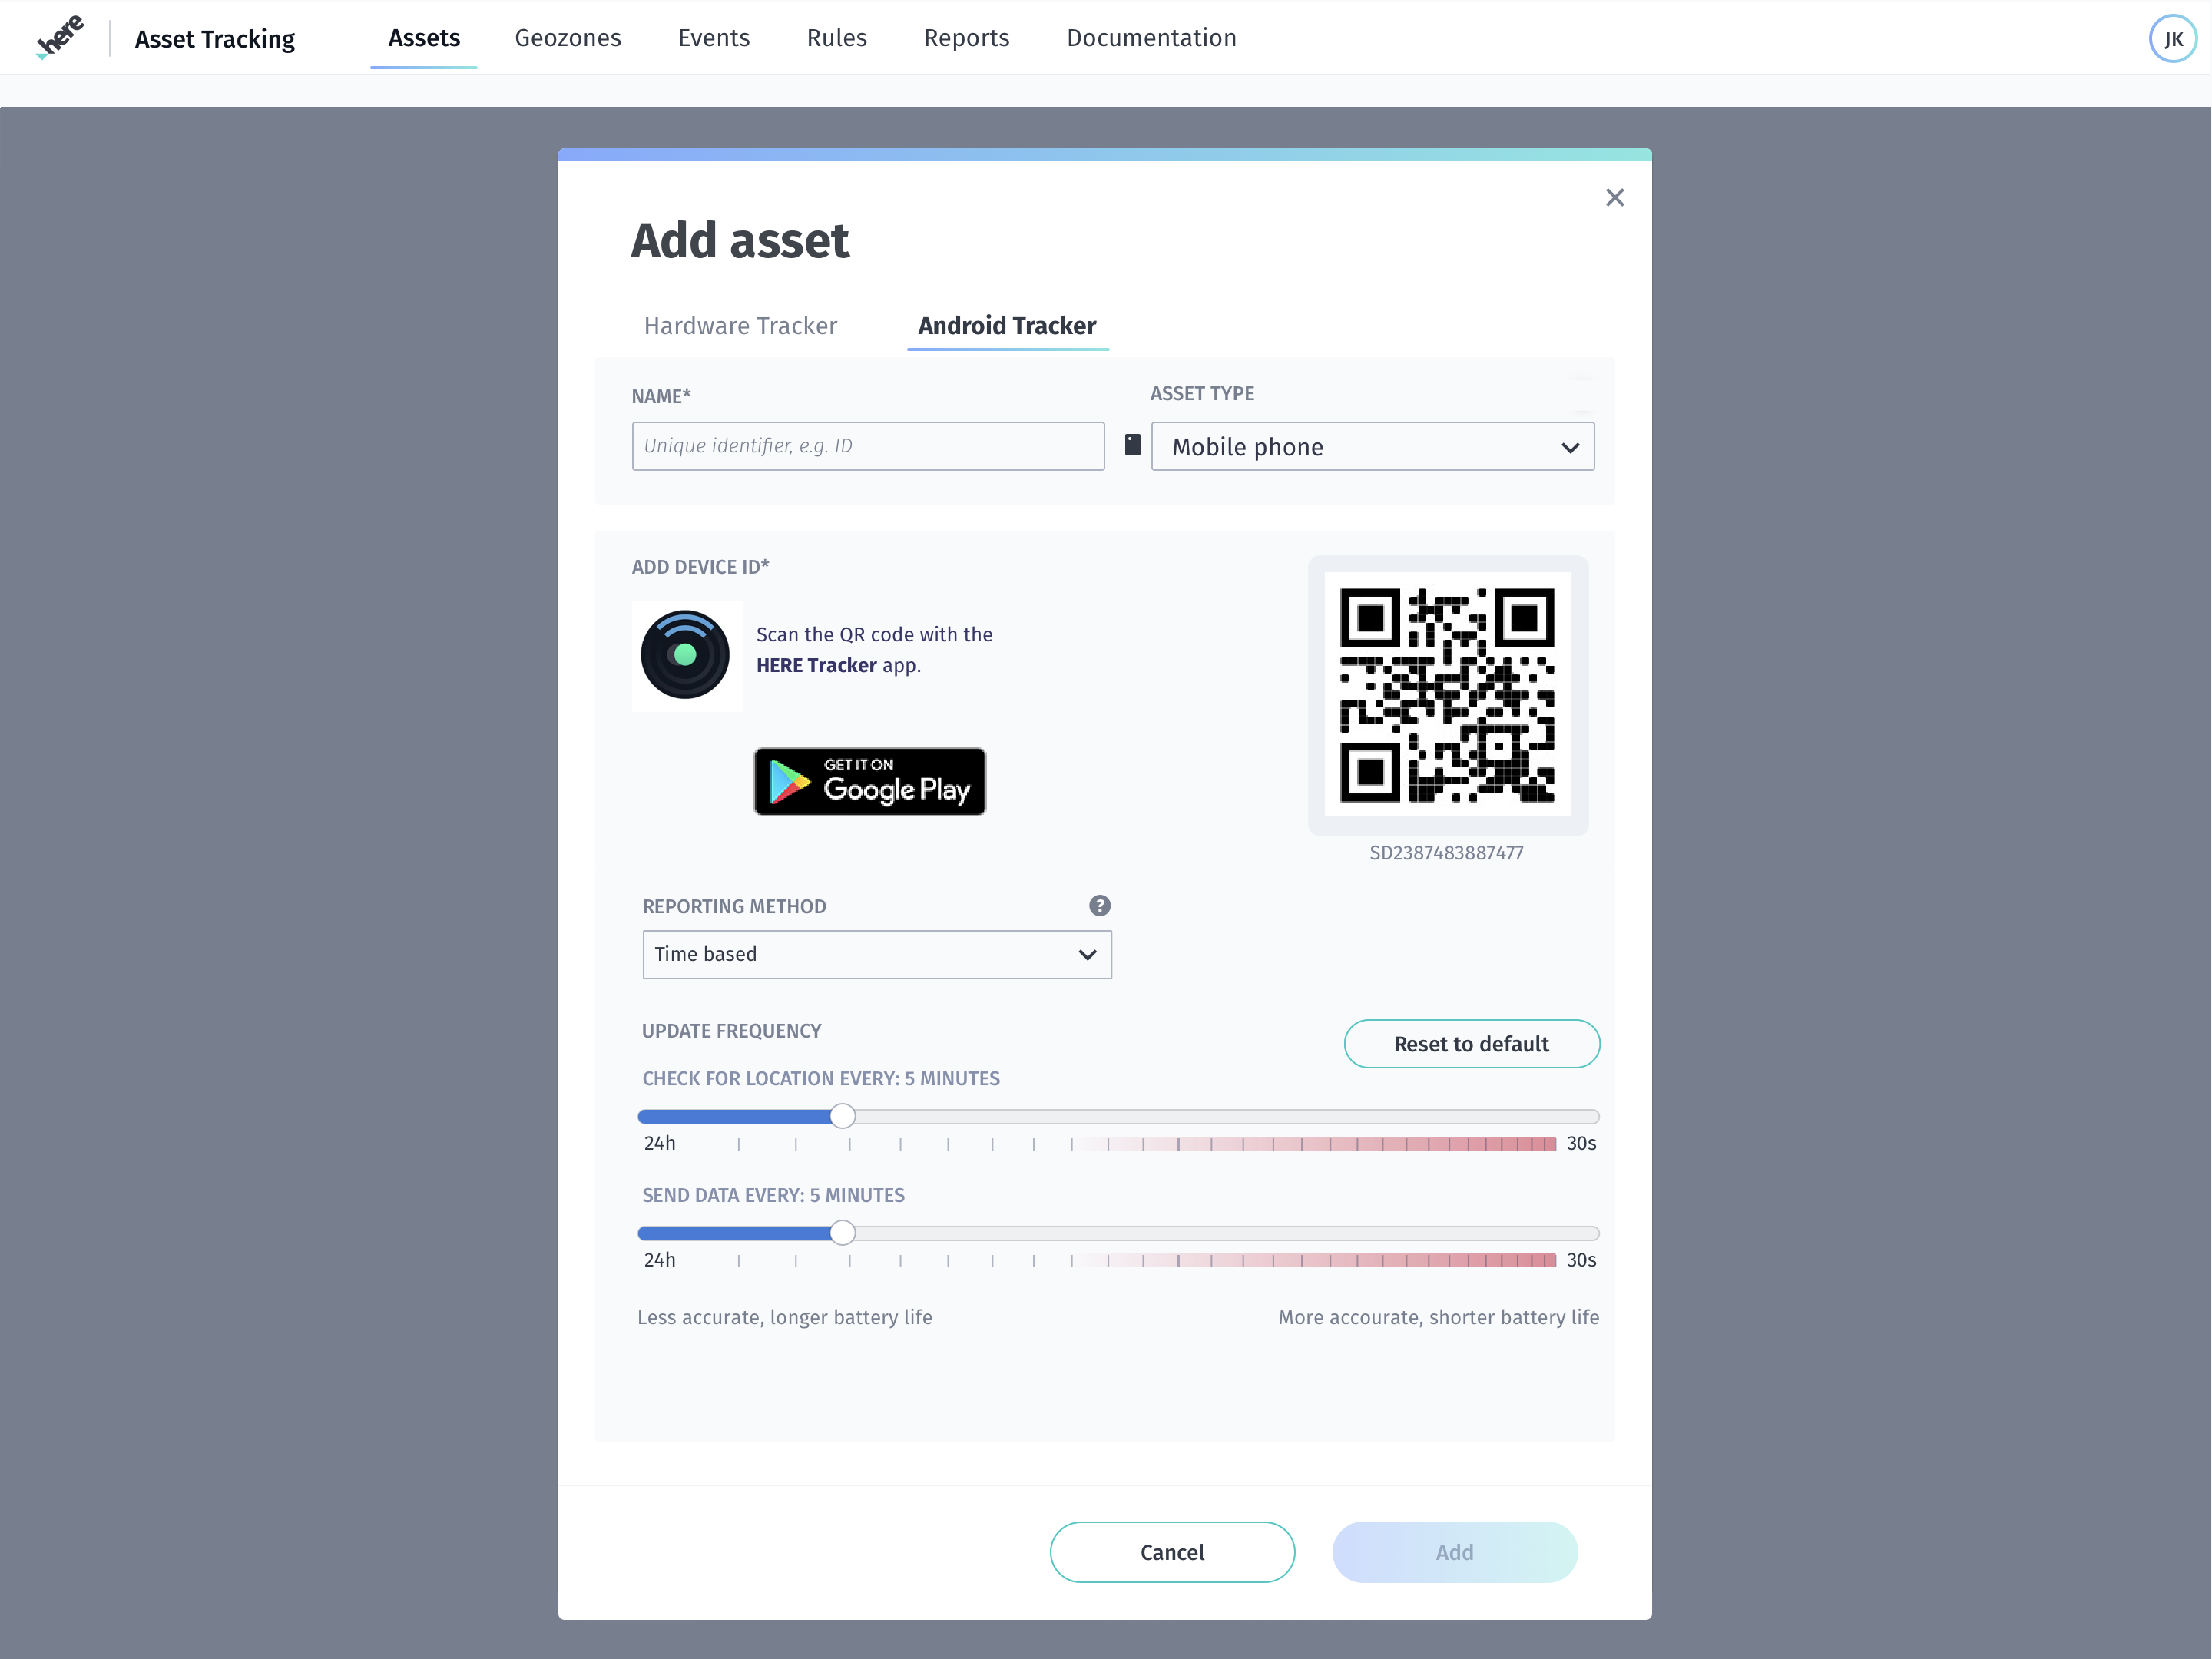 here
Asset Tracking
Assets
Geozones
Events
Rules
Reports
Documentation
JK
Add asset
Hardware Tracker
Android Tracker
NAME*
ASSET TYPE
Unique identifier, e.g. ID
Mobile phone
ADD DEVICE ID*
Scan the QR code with the
HERE Tracker app.
GET IT ON
Google Play
SD2387483887477
REPORTING METHOD
?
Time based
UPDATE FREQUENCY
Reset to default
CHECK FOR LOCATION EVERY: 5 MINUTES
24h
30s
SEND DATA EVERY: 5 MINUTES
24h
30s
Less accurate, longer battery life
More accourate, shorter battery life
Cancel
Add